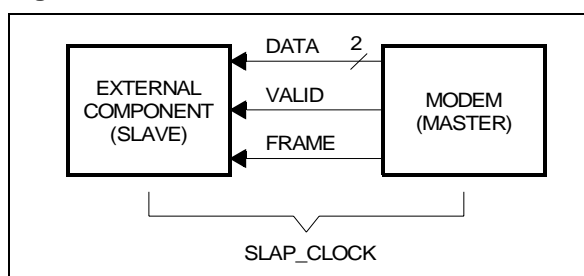 DATA 2
EXTERNAL
COMPONENT
(SLAVE)
VALID
MODEM
(MASTER)
FRAME
SLAP_CLOCK